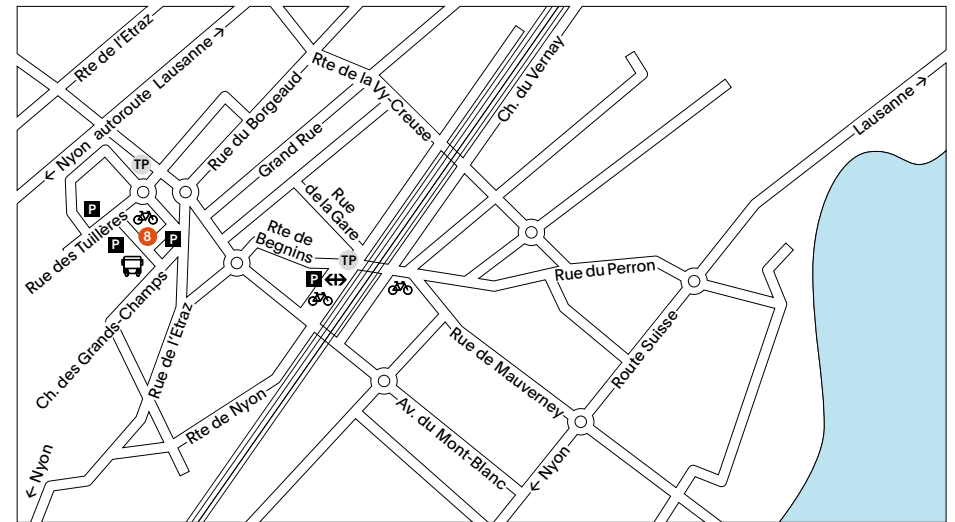 Rte de l'Etraz
← Nyon autoroute Lausanne →
Rue du Borgeaud
Rte de la Vy-Creuse
Ch. du Vernay
Lausanne →
Grand Rue
TP
Rue
de la Gare
P
Rue des Tuillères
8
P
P
Rte de
Begnins
TP
P
Rue du Perron
Ch. des Grands-Champs
Rue de l'Etraz
Route Suisse
Rue de Mauverney
Rte de Nyon
Av. du Mont-Blanc
← Nyon
← Nyon